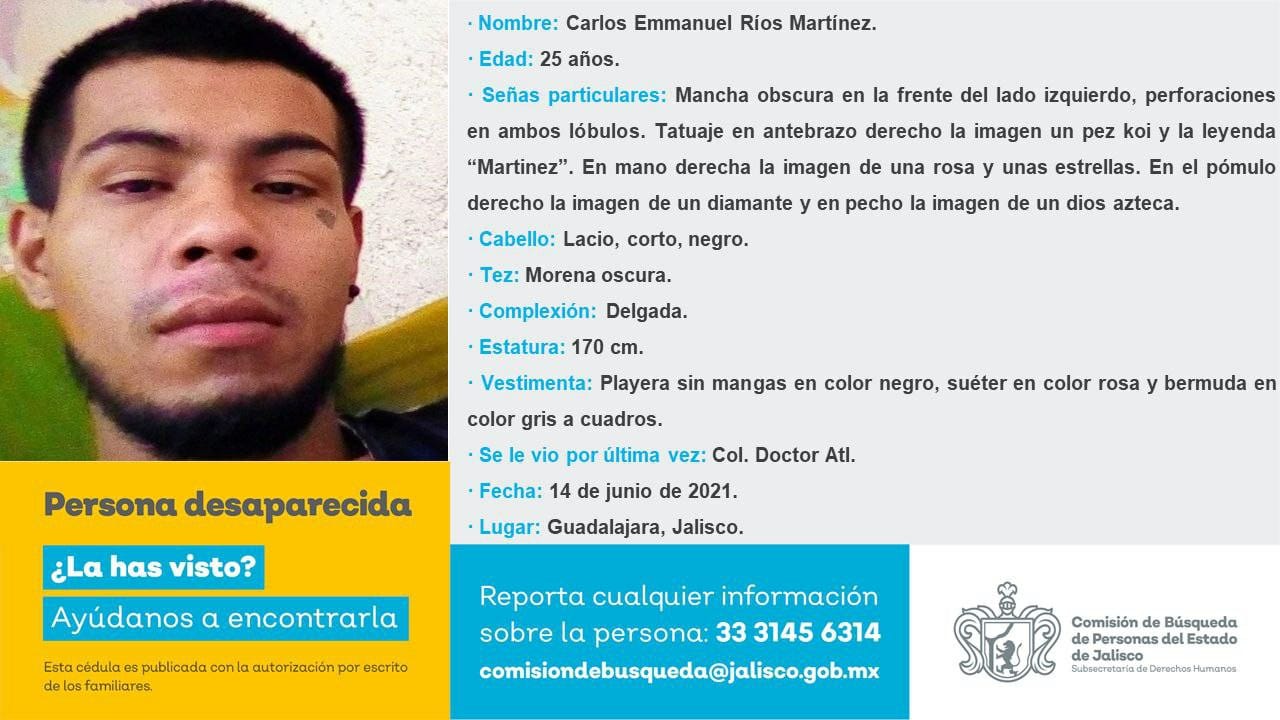 · Nombre: Carlos Emmanuel Ríos Martínez.
· Edad: 25 años.
· Señas particulares: Mancha obscura en la frente del lado izquierdo, perforaciones
en ambos lóbulos. Tatuaje en antebrazo derecho la imagen un pez koi y la leyenda
“Martinez”. En mano derecha la imagen de una rosa y unas estrellas. En el pómulo
derecho la imagen de un diamante y en pecho la imagen de un dios azteca.
· Cabello: Lacio, corto, negro.
· Tez: Morena oscura.
· Complexión: Delgada.
· Estatura: 170 cm.
· Vestimenta: Playera sin mangas en color negro, suéter en color rosa y bermuda en
color gris a cuadros.
· Se le vio por última vez: Col. Doctor Atl.
· Fecha: 14 de junio de 2021.
· Lugar: Guadalajara, Jalisco.
Persona desaparecida
¿La has visto?
Ayúdanos a encontrarla
Esta cédula es publicada con la autorización por escrito
de los familiares.
Reporta cualquier información
sobre la persona: 33 3145 6314
comisiondebusqueda@jalisco.gob.mx
Comisión de Búsqueda
de Personas del Estado
de Jalisco
Subsecretaría de Derechos Humanos